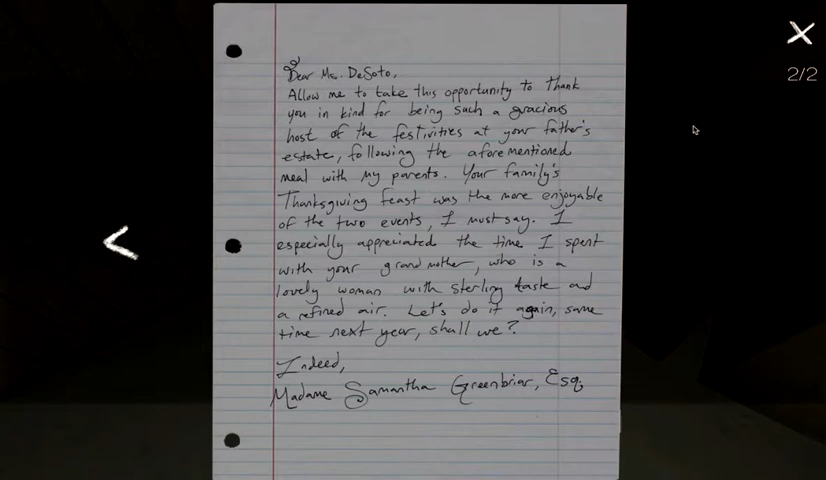 2/2
Dear Ms. DeSoto,
Allow me to take this opportunity to thank
you in kind for being such a gracious
host of the festivities at your father's
estate, following the aforementioned
meal with my parents. Your family's
Thanksgiving feast was the more enjoyable
of the two events, I must say. I
especially appreciated the time I spent
with your grandmother, who is a
lovely woman with sterling taste and
a refined air. Let's do it again, same
time next year, shall we?
Indeed,
Madame Samantha Greenbriar, Esq.